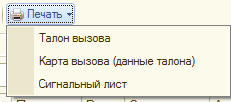 Печать
Талон вызова
Карта вызова (данные талона)
Сигнальный лист